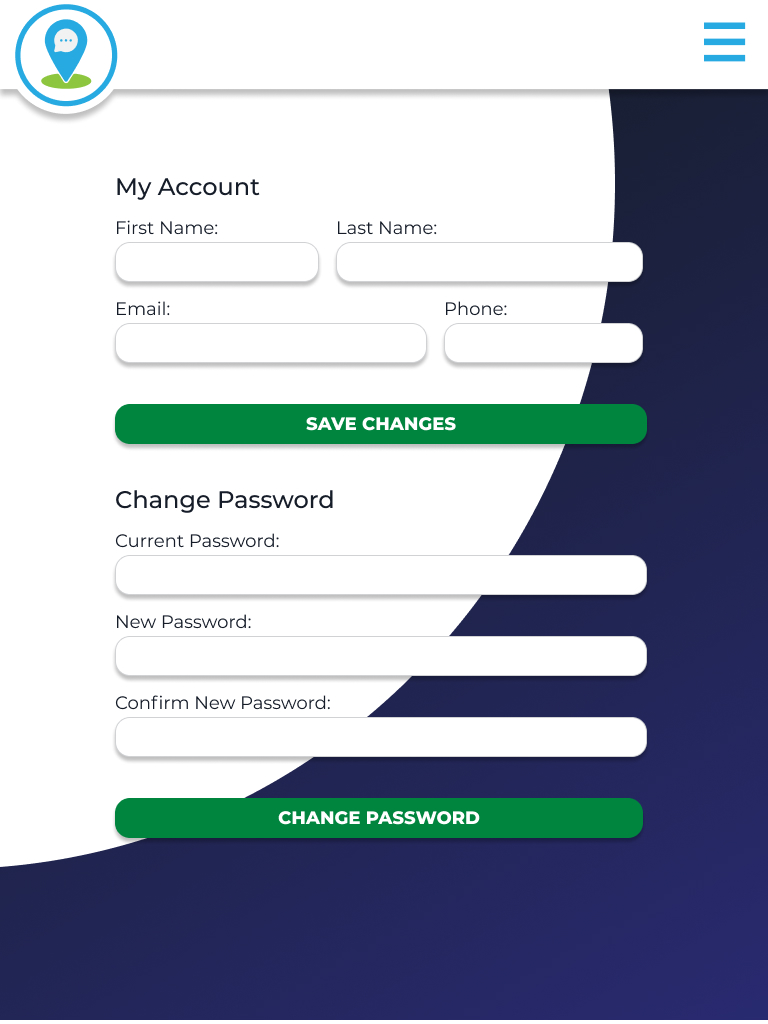 My Account
First Name: Last Name:
Email: Phone:
SAVE CHANGES
Change Password
Current Password:
New Password:
Confirm New Password:
CHANGE PASSWORD